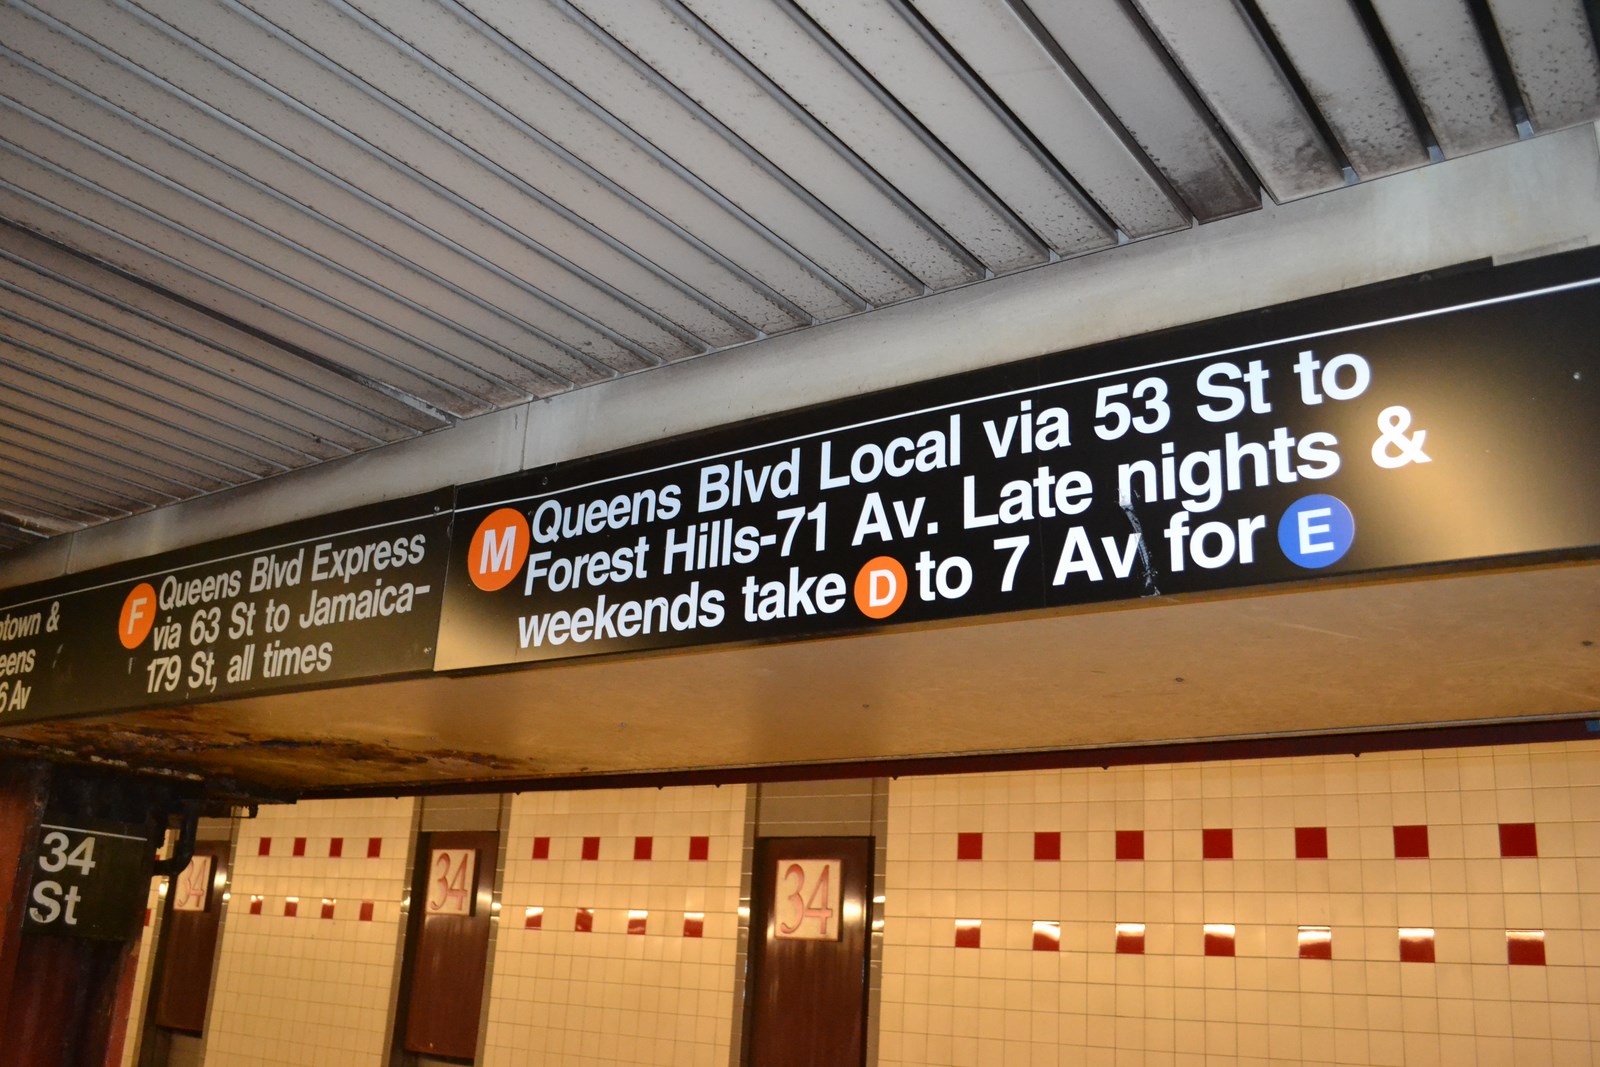 & 
Av
F Queens Blvd Express
via 63 St to Jamaica-
179 St, all times
M Queens Blvd Local via 53 St to
Forest Hills-71 Av. Late nights &
weekends take D to 7 Av for E
34
St
34
34
34